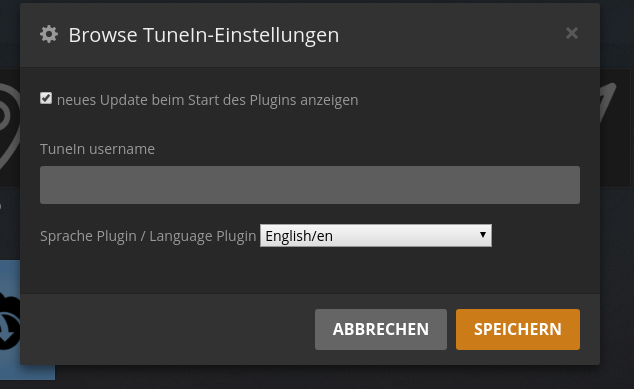 Browse TuneIn-Einstellungen
neues Update beim Start des Plugins anzeigen
TuneIn username
Sprache Plugin / Language Plugin English/en
ABBRECHEN SPEICHERN